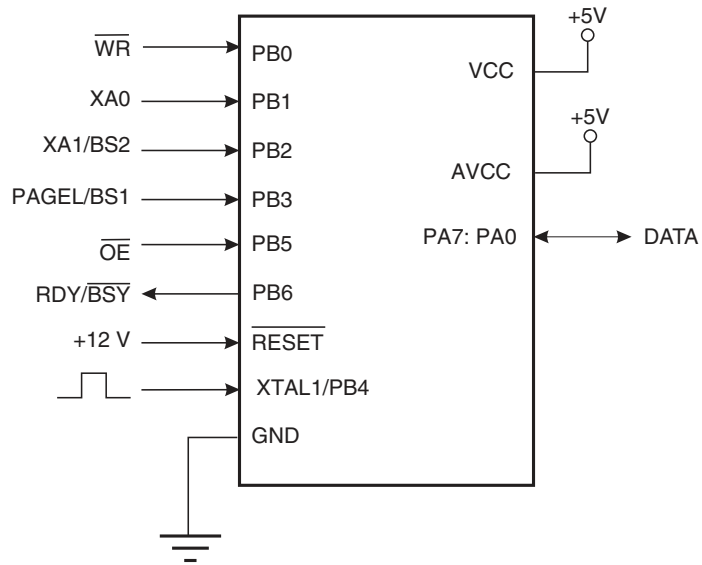 +5V
WR PB0
VCC
XA0 PB1
+5V
XA1/BS2 PB2
AVCC
PAGEL/BS1 PB3
PA7: PA0 DATA
OE PB5
RDY/BSY PB6
+12 V RESET
XTAL1/PB4
GND